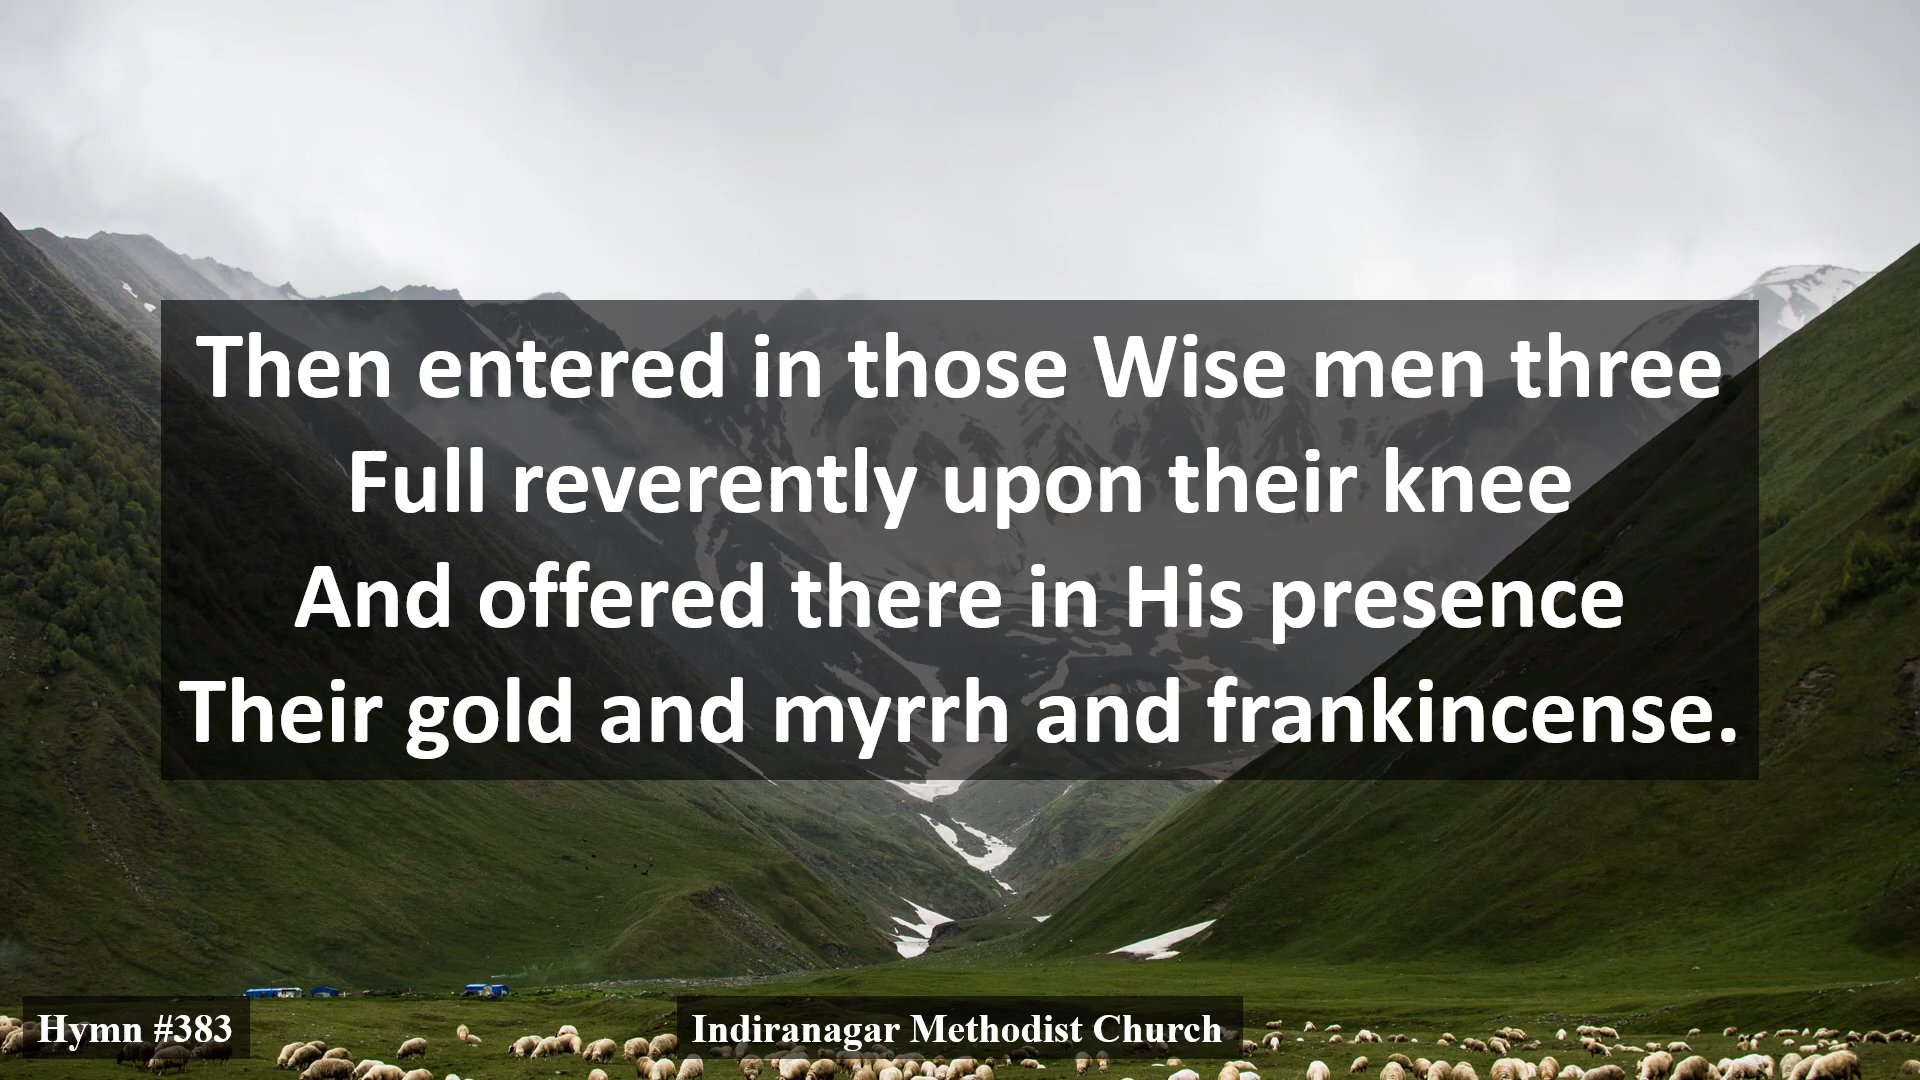 Then entered in those Wise men three
Full reverently upon their knee
And offered there in His presence
Their gold and myrrh and frankincense.
Hymn #383
Indiranagar Methodist Church